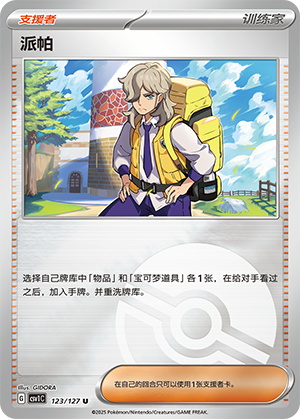 支援者 训练家
派帕
选择自己牌库中「物品」和「宝可梦道具」各1张，在给对手看过
之后，加入手牌。并重洗牌库。
Illus. GIDORA
G CSV1C 123/127 U
在自己的回合只可以使用1张支援者卡。
©2025 Pokémon/Nintendo/Creatures/GAME FREAK.